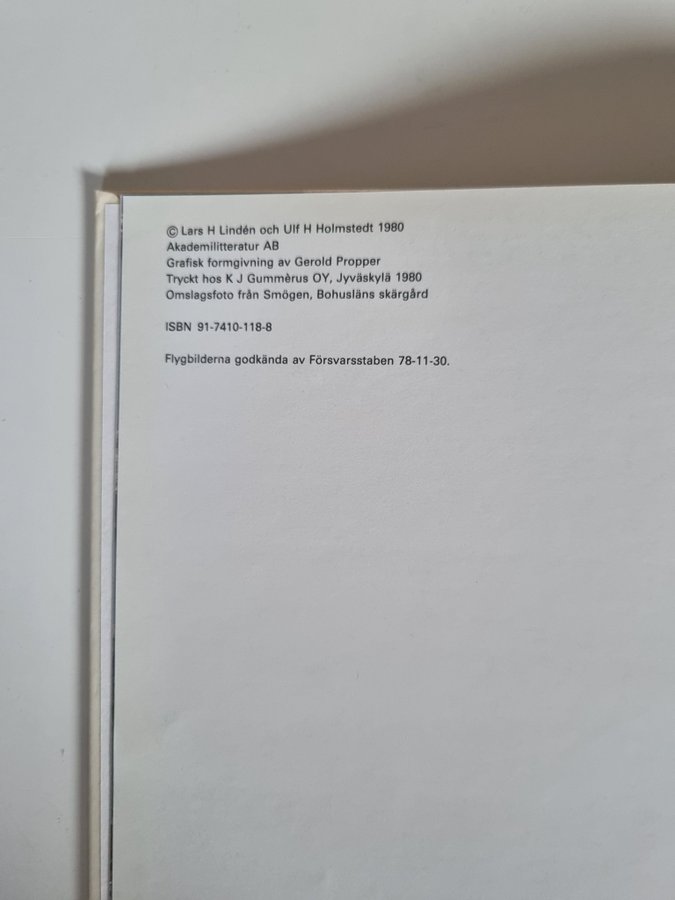 © Lars H Lindén och Ulf H Holmstedt 1980
Akademilitteratur AB
Grafisk formgivning av Gerold Propper
Tryckt hos K J Gummèrus OY, Jyväskylä 1980
Omslagsfoto från Smögen, Bohusläns skärgård
ISBN 91-7410-118-8
Flygbilderna godkända av Försvarsstaben 78-11-30.